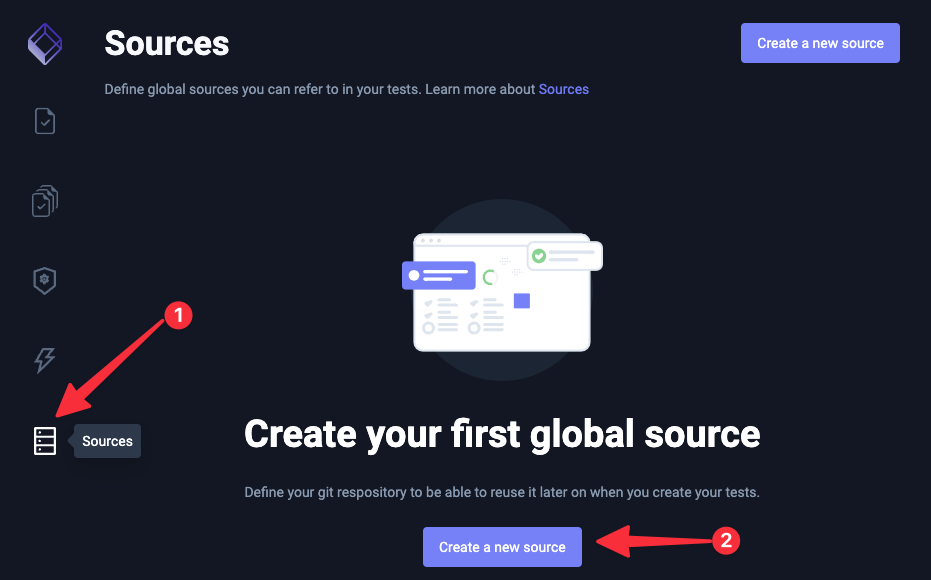 Sources
Create a new source
Define global sources you can refer to in your tests. Learn more about Sources
1
Sources
Create your first global source
Define your git respository to be able to reuse it later on when you create your tests.
Create a new source
2